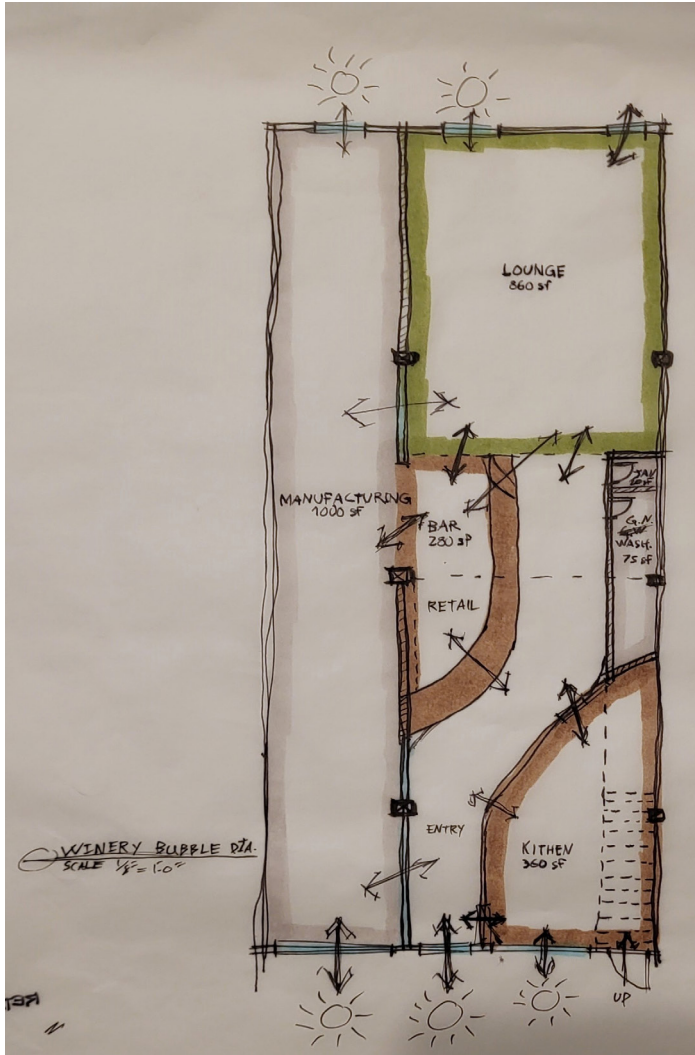 LOUNGE
860 sf
MANUFACTURING
1000 sf
BAR
280 sf
RETAIL
JAN
G.N.
WASH.
75 sf
ENTRY
KITHEN
360 sf
WINERY BUBBLE DIA.
SCALE 1/8" = 1'-0"
UP